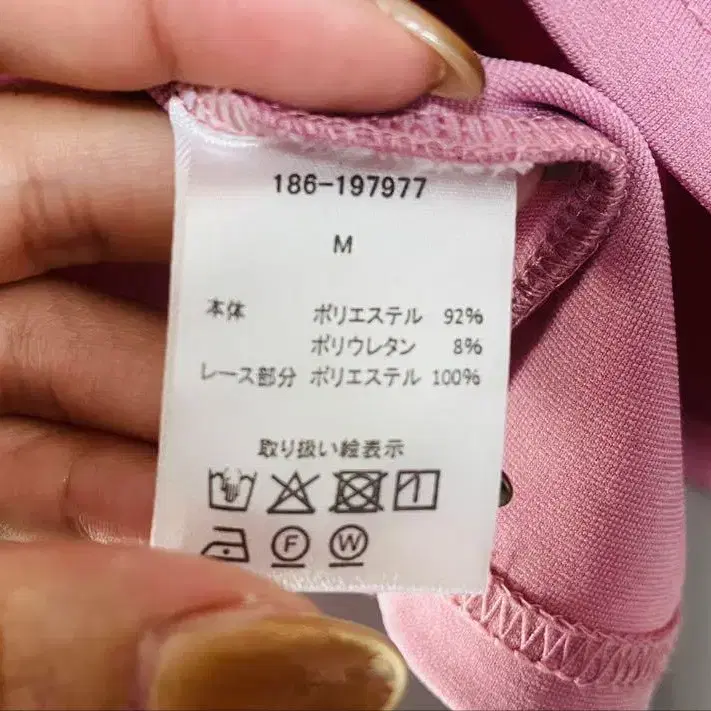 186-197977
M
本体 ポリエステル 92%
ポリウレタン 8%
レース部分 ポリエステル 100%
取り扱い絵表示
F W